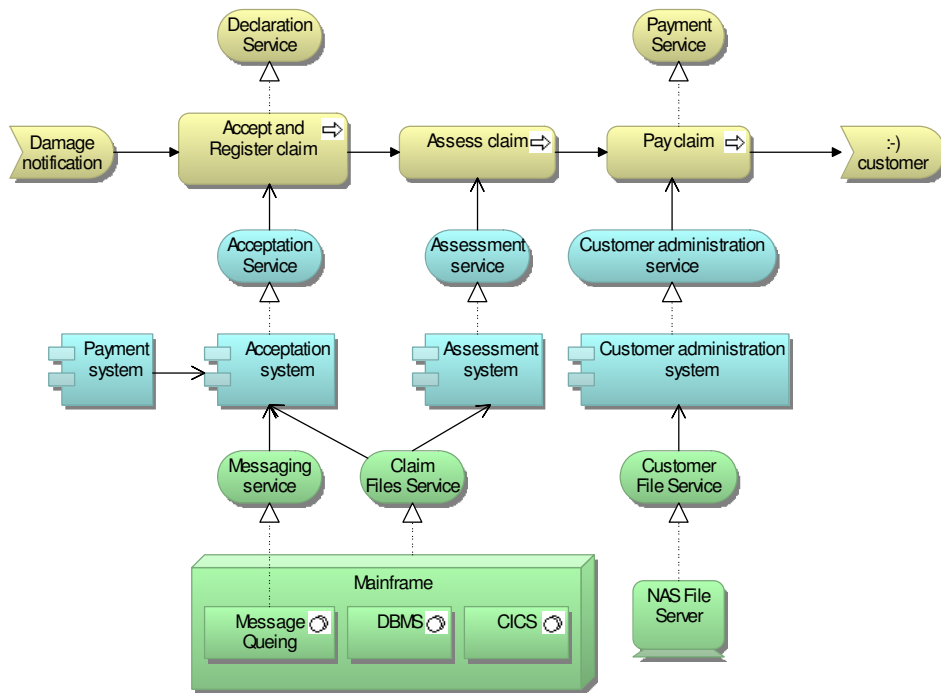 Declaration
Service
Payment
Service
Damage
notification
Accept and
Register claim
Assess claim
Pay claim
:-)
customer
Acceptation
Service
Assessment
service
Customer administration
service
Payment
system
Acceptation
system
Assessment
system
Customer administration
system
Messaging
service
Claim
Files Service
Customer
File Service
Mainframe
Message
Queing
DBMS
CICS
NAS File
Server